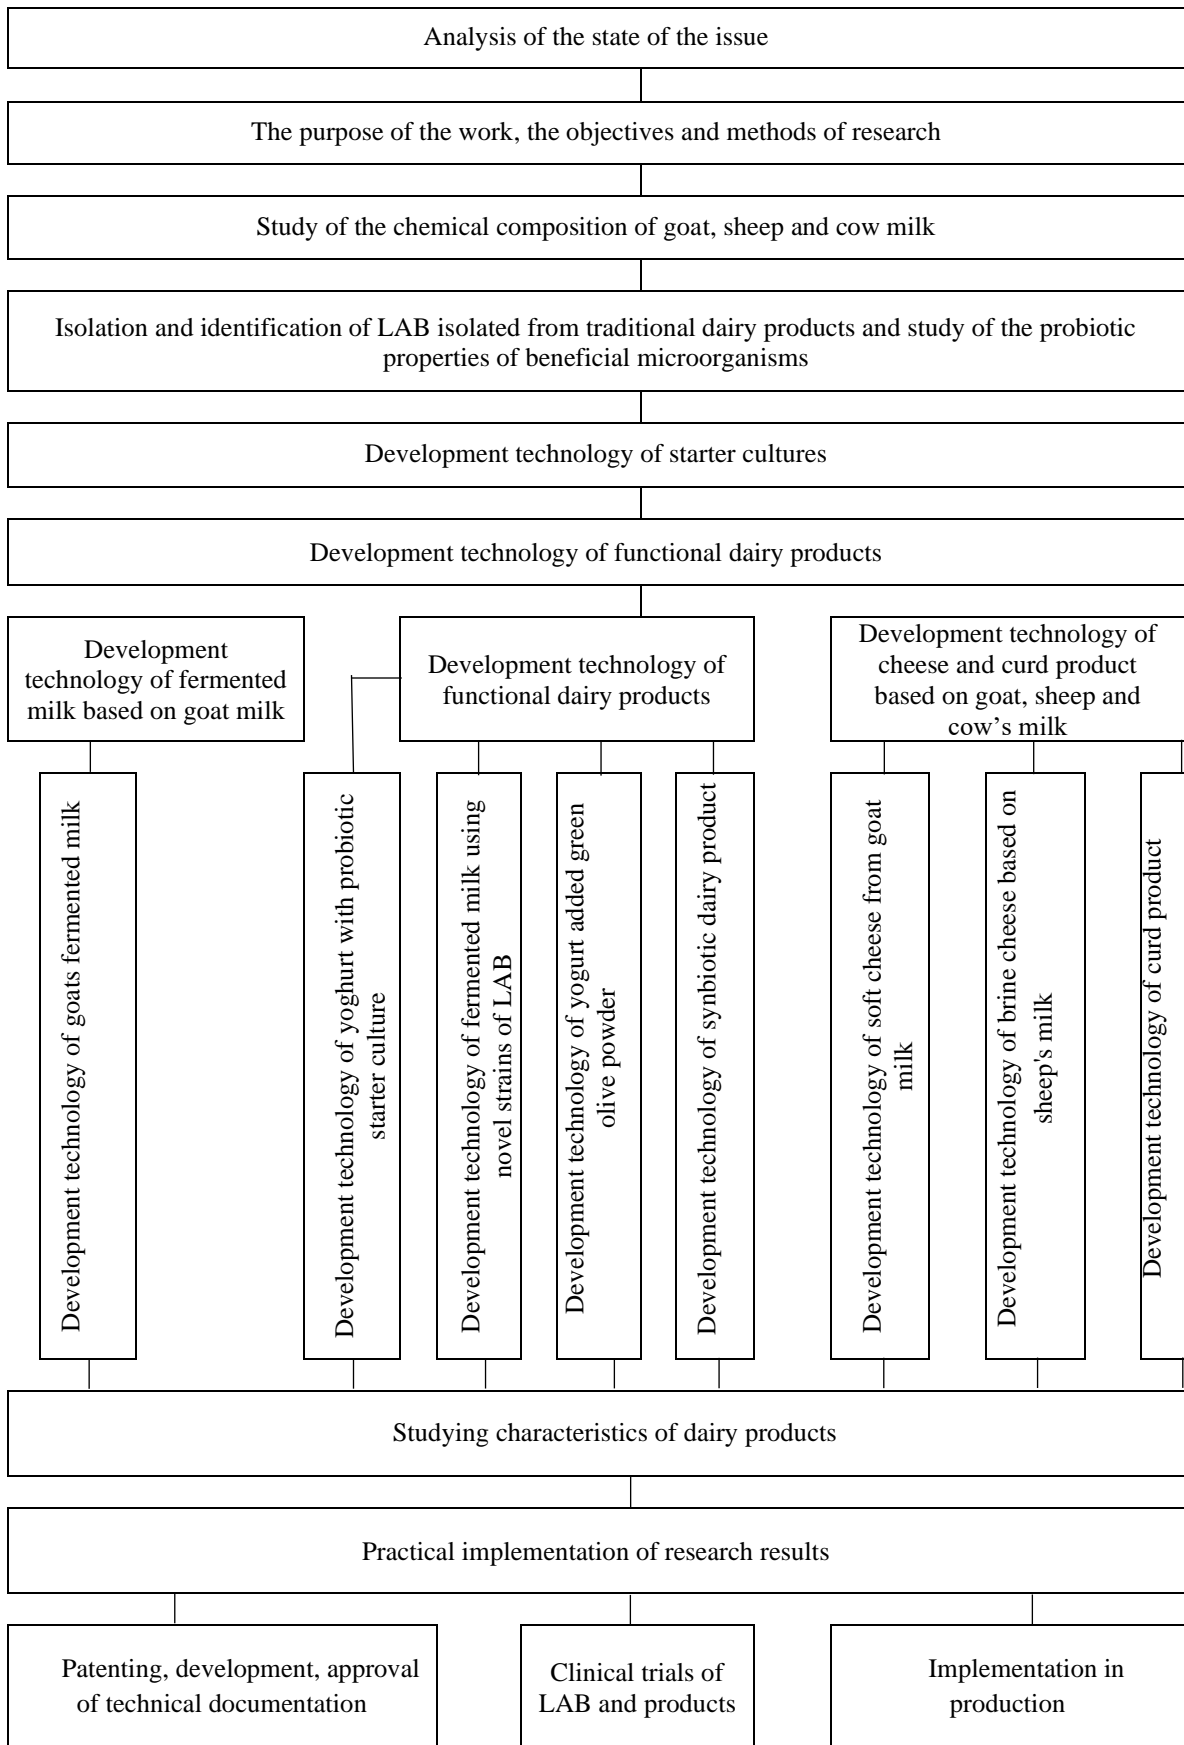 Analysis of the state of the issue
The purpose of the work, the objectives and methods of research
Study of the chemical composition of goat, sheep and cow milk
Isolation and identification of LAB isolated from traditional dairy products and study of the probiotic
properties of beneficial microorganisms
Development technology of starter cultures
Development technology of functional dairy products
Development
technology of fermented
milk based on goat milk
Development technology of
functional dairy products
Development technology of
cheese and curd product
based on goat, sheep and
cow’s milk
Development technology of goats fermented milk
Development technology of yoghurt with probiotic
starter culture
Development technology of fermented milk using
novel strains of LAB
Development technology of yogurt added green
olive powder
Development technology of synbiotic dairy product
Development technology of soft cheese from goat
milk
Development technology of brine cheese based on
sheep's milk
Development technology of curd product
Studying characteristics of dairy products
Practical implementation of research results
Patenting, development, approval
of technical documentation
Clinical trials of
LAB and products
Implementation in
production